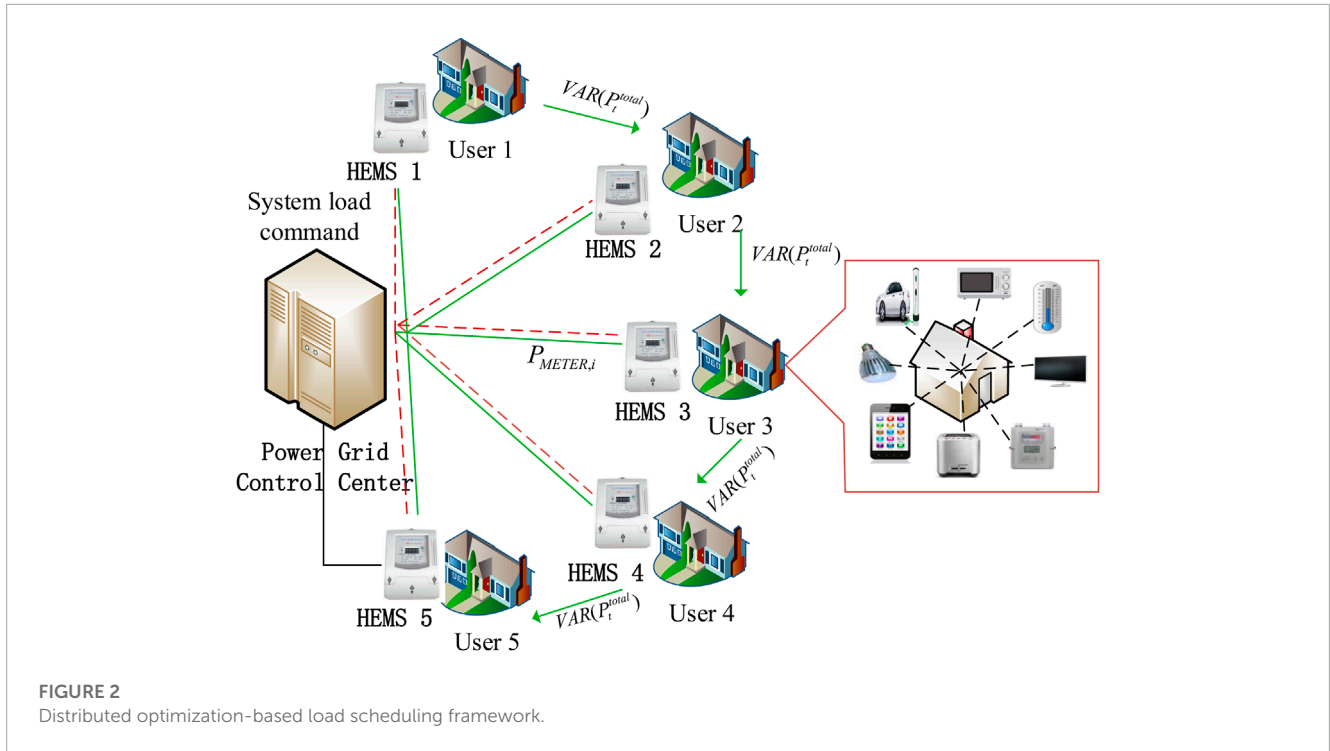 VAR(P_t^{total})
User 1
HEMS 1
System load
command
User 2
HEMS 2
VAR(P_t^{total})
P_{METER,i}
HEMS 3
User 3
Power Grid
Control Center
VAR(P_t^{total})
HEMS 4
User 4
VAR(P_t^{total})
HEMS 5
User 5
FIGURE 2
Distributed optimization-based load scheduling framework.